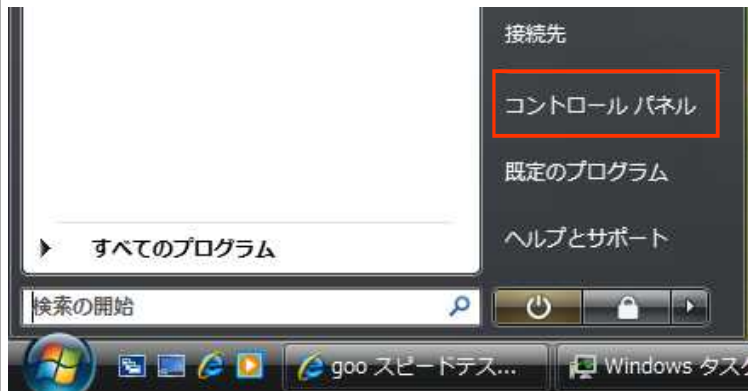 接続先
コントロール パネル
既定のプログラム
すべてのプログラム
ヘルプとサポート
検索の開始
goo スピードテス...
Windows タス